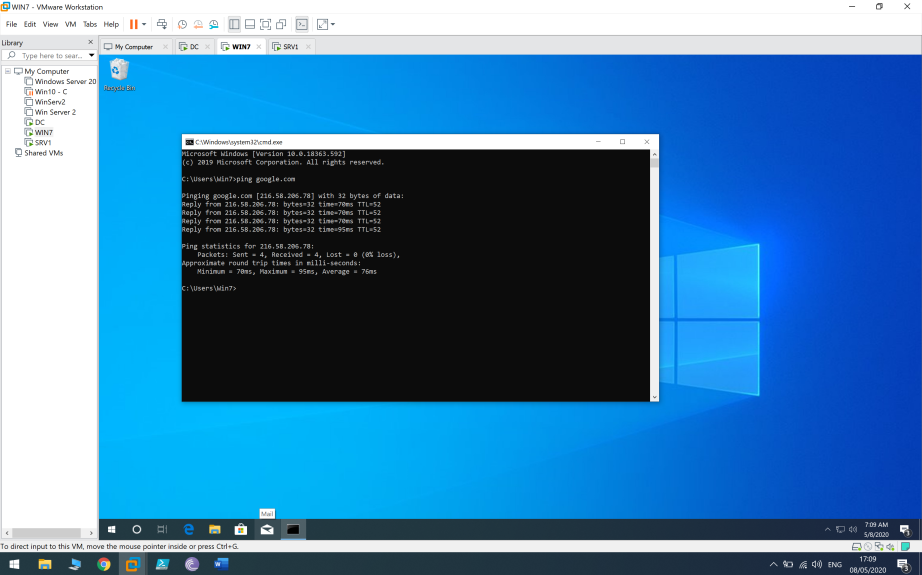 WIN7 - VMware Workstation
File Edit View VM Tabs Help
Library
Type here to sear...
My Computer
Windows Server 20
Win10 - C
WinServ2
Win Server 2
DC
WIN7
SRV1
Shared VMs
My Computer DC WIN7 SRV1
Recycle Bin
C:\Windows\system32\cmd.exe
Microsoft Windows [Version 10.0.18363.592]
(c) 2019 Microsoft Corporation. All rights reserved.
C:\Users\Win7>ping google.com
Pinging google.com [216.58.206.78] with 32 bytes of data:
Reply from 216.58.206.78: bytes=32 time=70ms TTL=52
Reply from 216.58.206.78: bytes=32 time=70ms TTL=52
Reply from 216.58.206.78: bytes=32 time=70ms TTL=52
Reply from 216.58.206.78: bytes=32 time=95ms TTL=52
Ping statistics for 216.58.206.78:
Packets: Sent = 4, Received = 4, Lost = 0 (0% loss),
Approximate round trip times in milli-seconds:
Minimum = 70ms, Maximum = 95ms, Average = 76ms
C:\Users\Win7>
Mail
7:09 AM
5/8/2020
3
To direct input to this VM, move the mouse pointer inside or press Ctrl+G.
ENG
17:09
08/05/2020
3